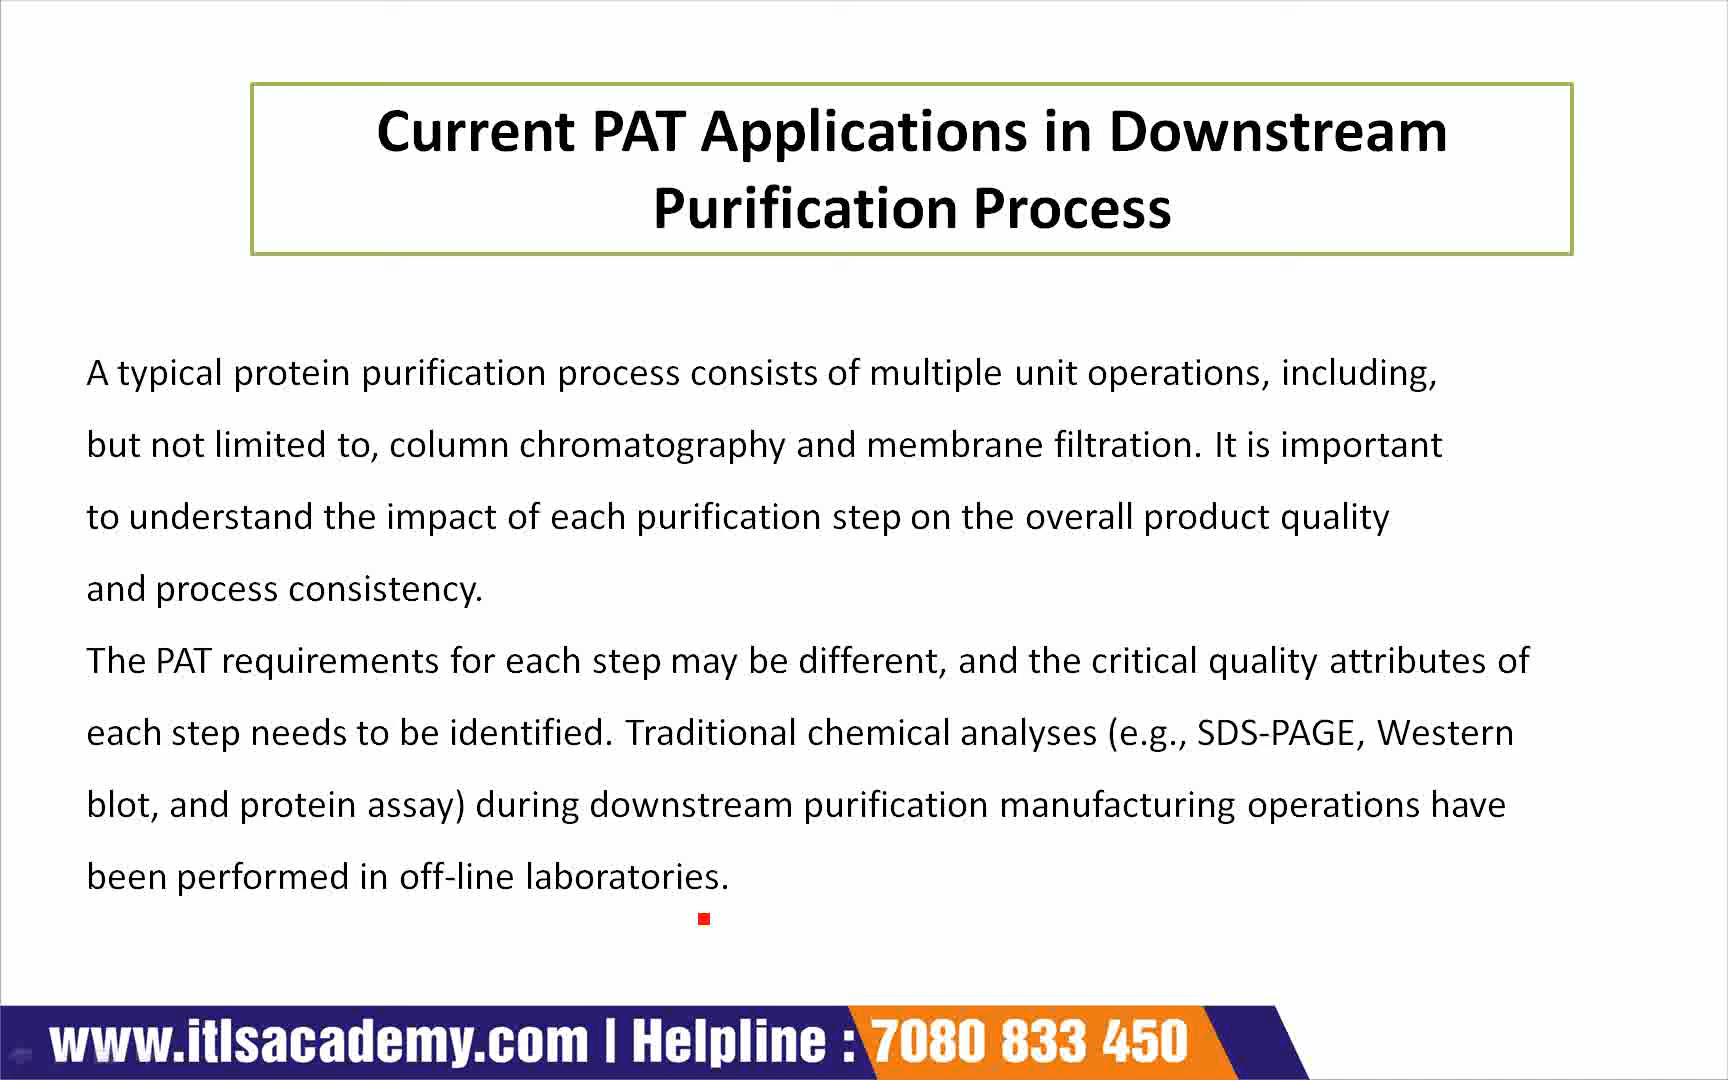 Current PAT Applications in Downstream
Purification Process
A typical protein purification process consists of multiple unit operations, including,
but not limited to, column chromatography and membrane filtration. It is important
to understand the impact of each purification step on the overall product quality
and process consistency.
The PAT requirements for each step may be different, and the critical quality attributes of
each step needs to be identified. Traditional chemical analyses (e.g., SDS-PAGE, Western
blot, and protein assay) during downstream purification manufacturing operations have
been performed in off-line laboratories.
www.itlsacademy.com | Helpline : 7080 833 450